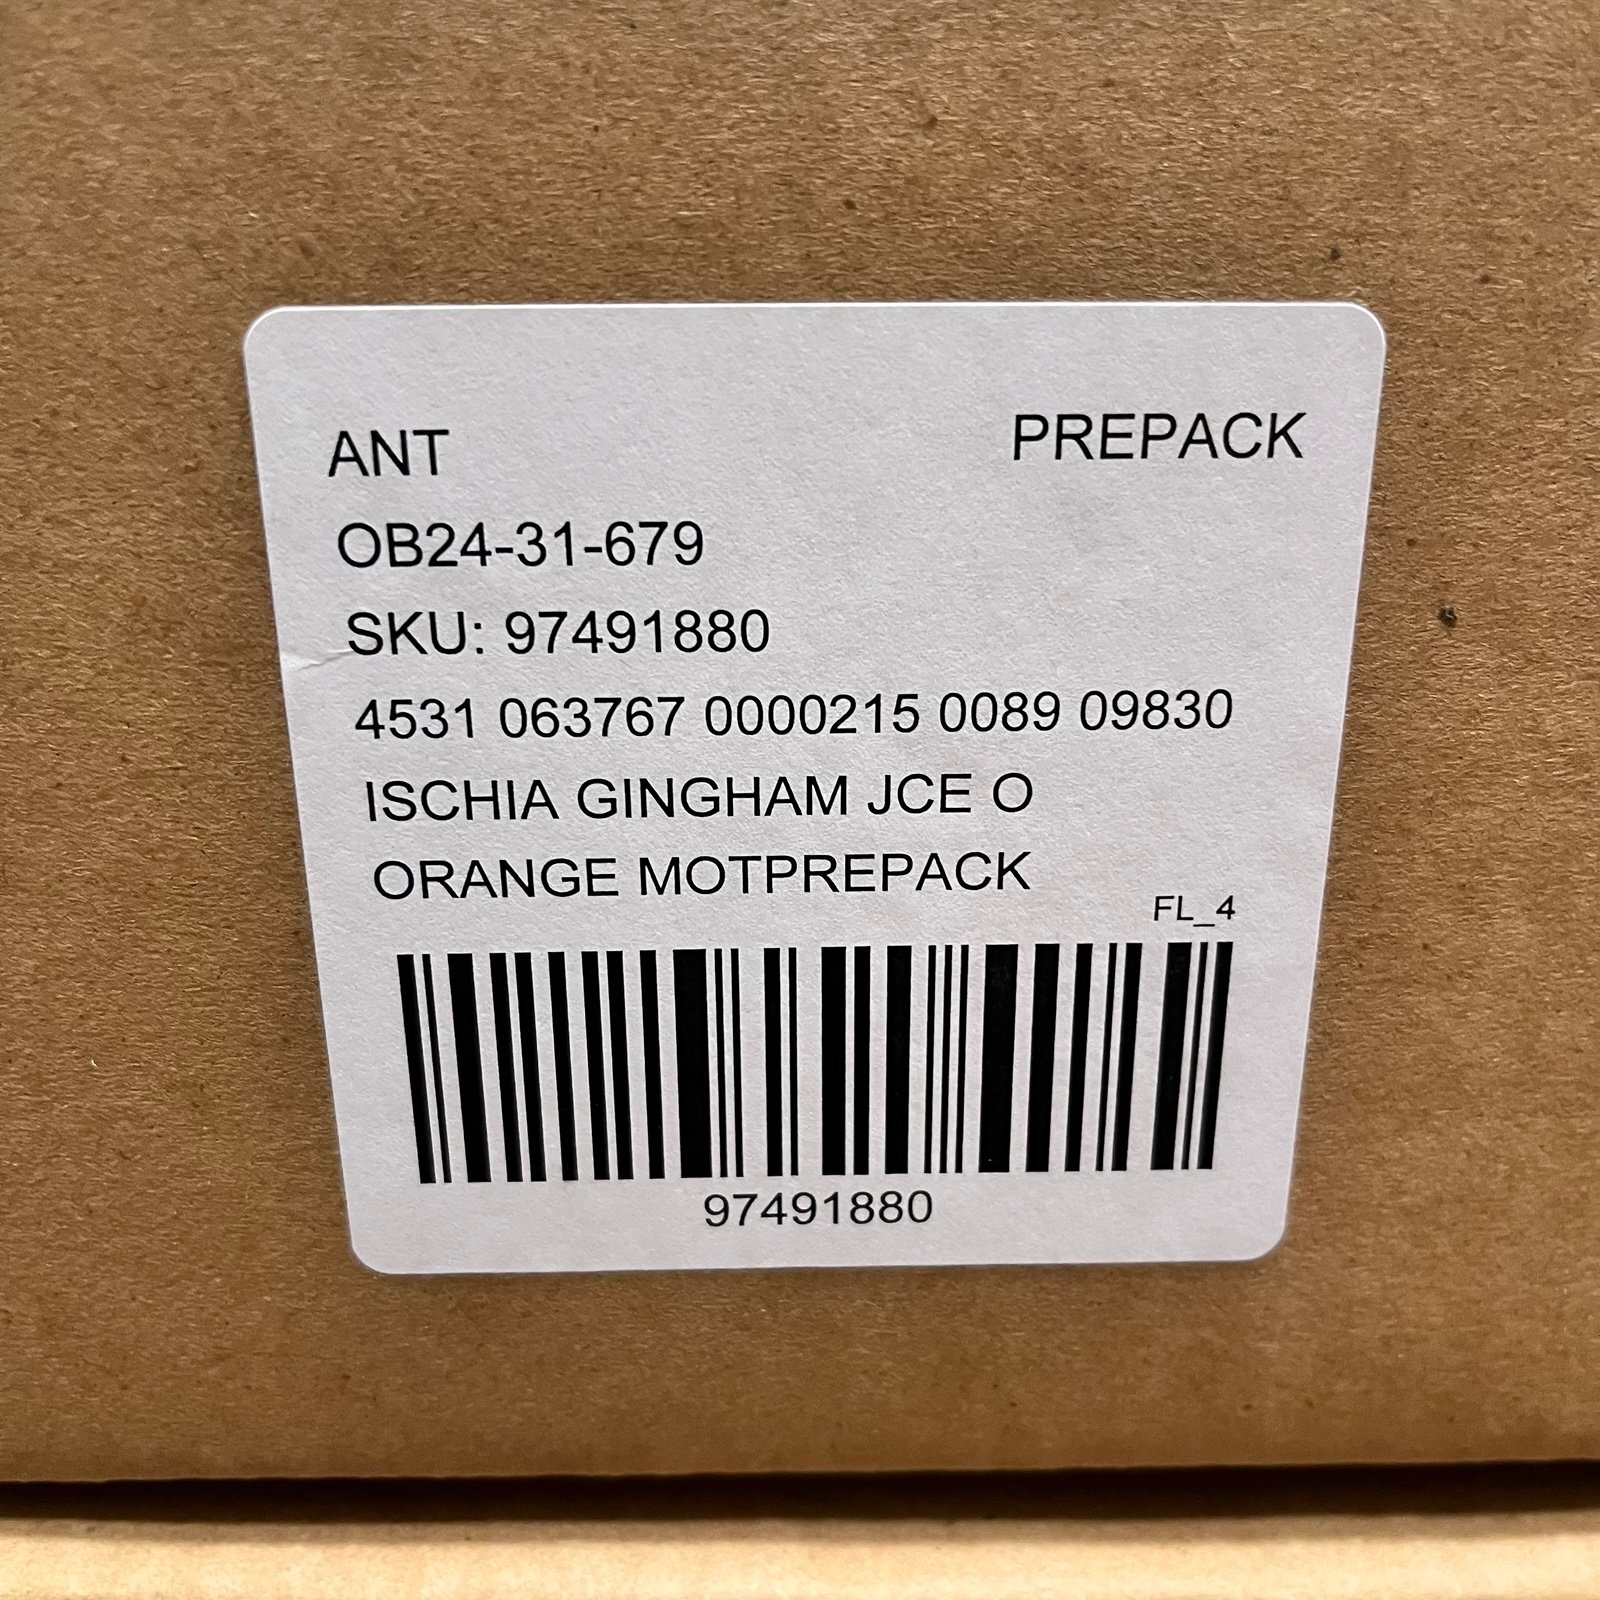 ANT PREPACK
OB24-31-679
SKU: 97491880
4531 063767 0000215 0089 09830
ISCHIA GINGHAM JCE O
ORANGE MOTPREPACK
FL_4
97491880